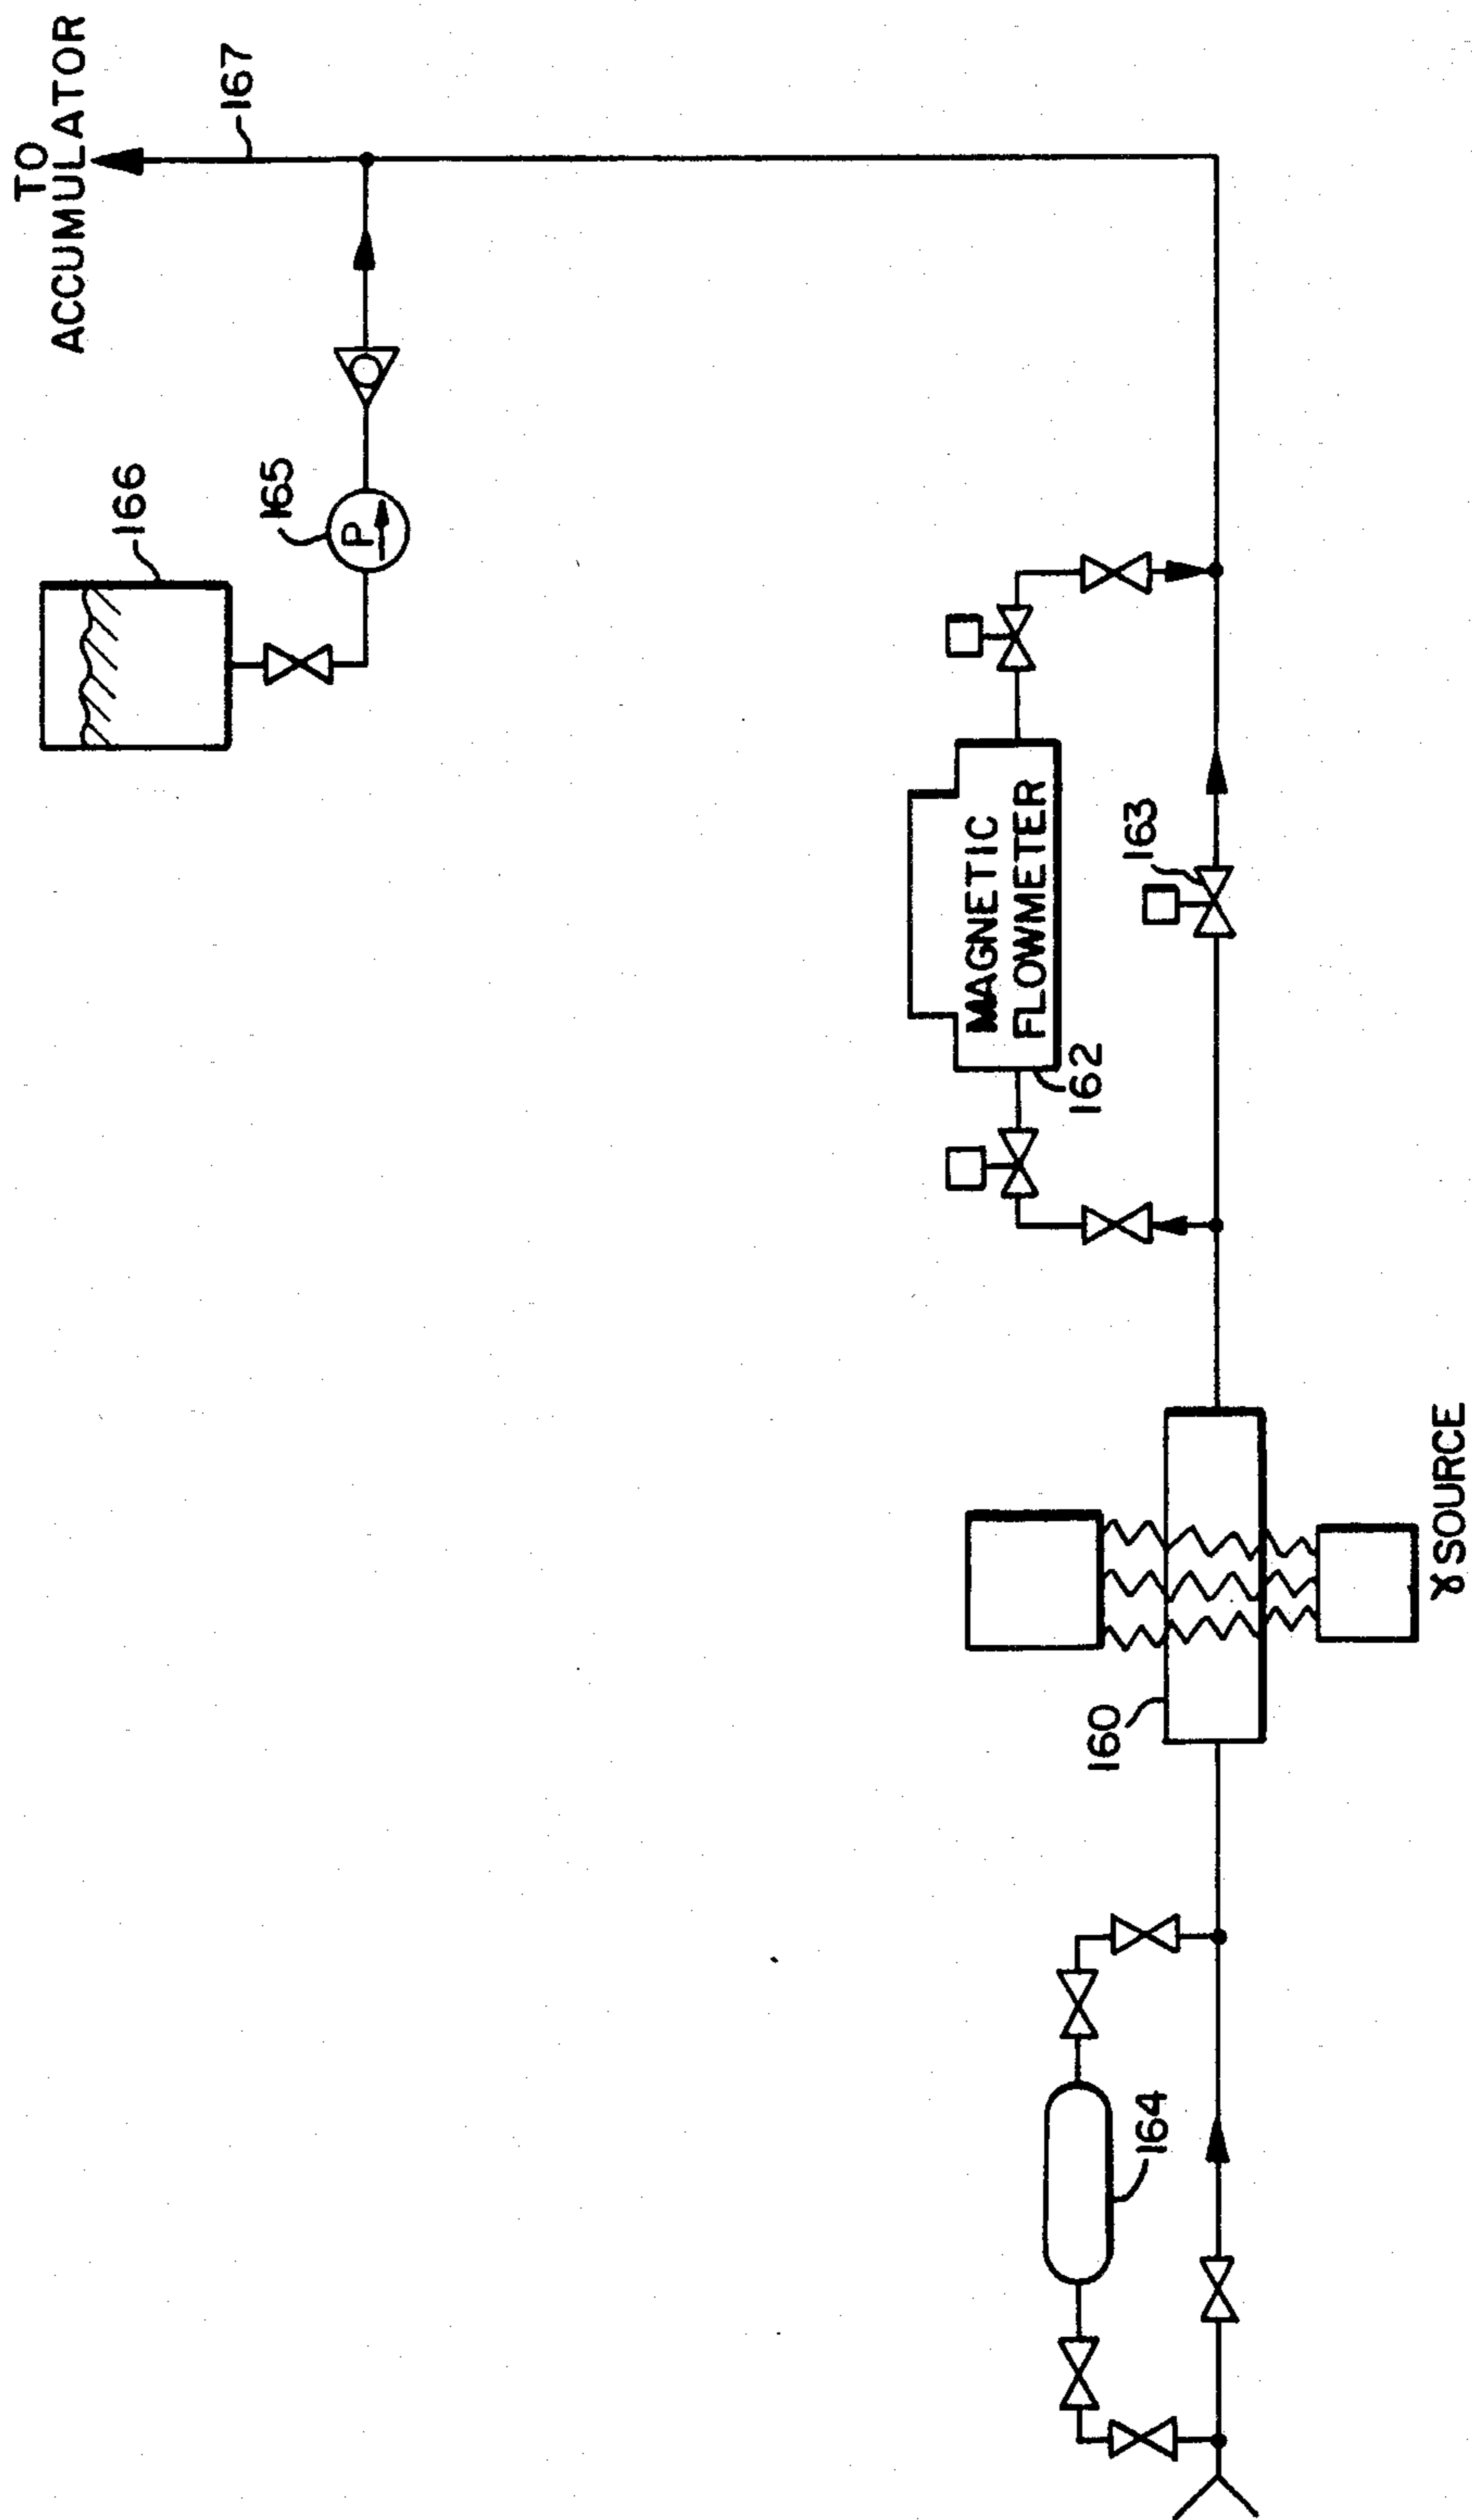 TO
ACCUMULATOR
167
166
165
P
MAGNETIC
FLOWMETER
163
162
160
γ SOURCE
164